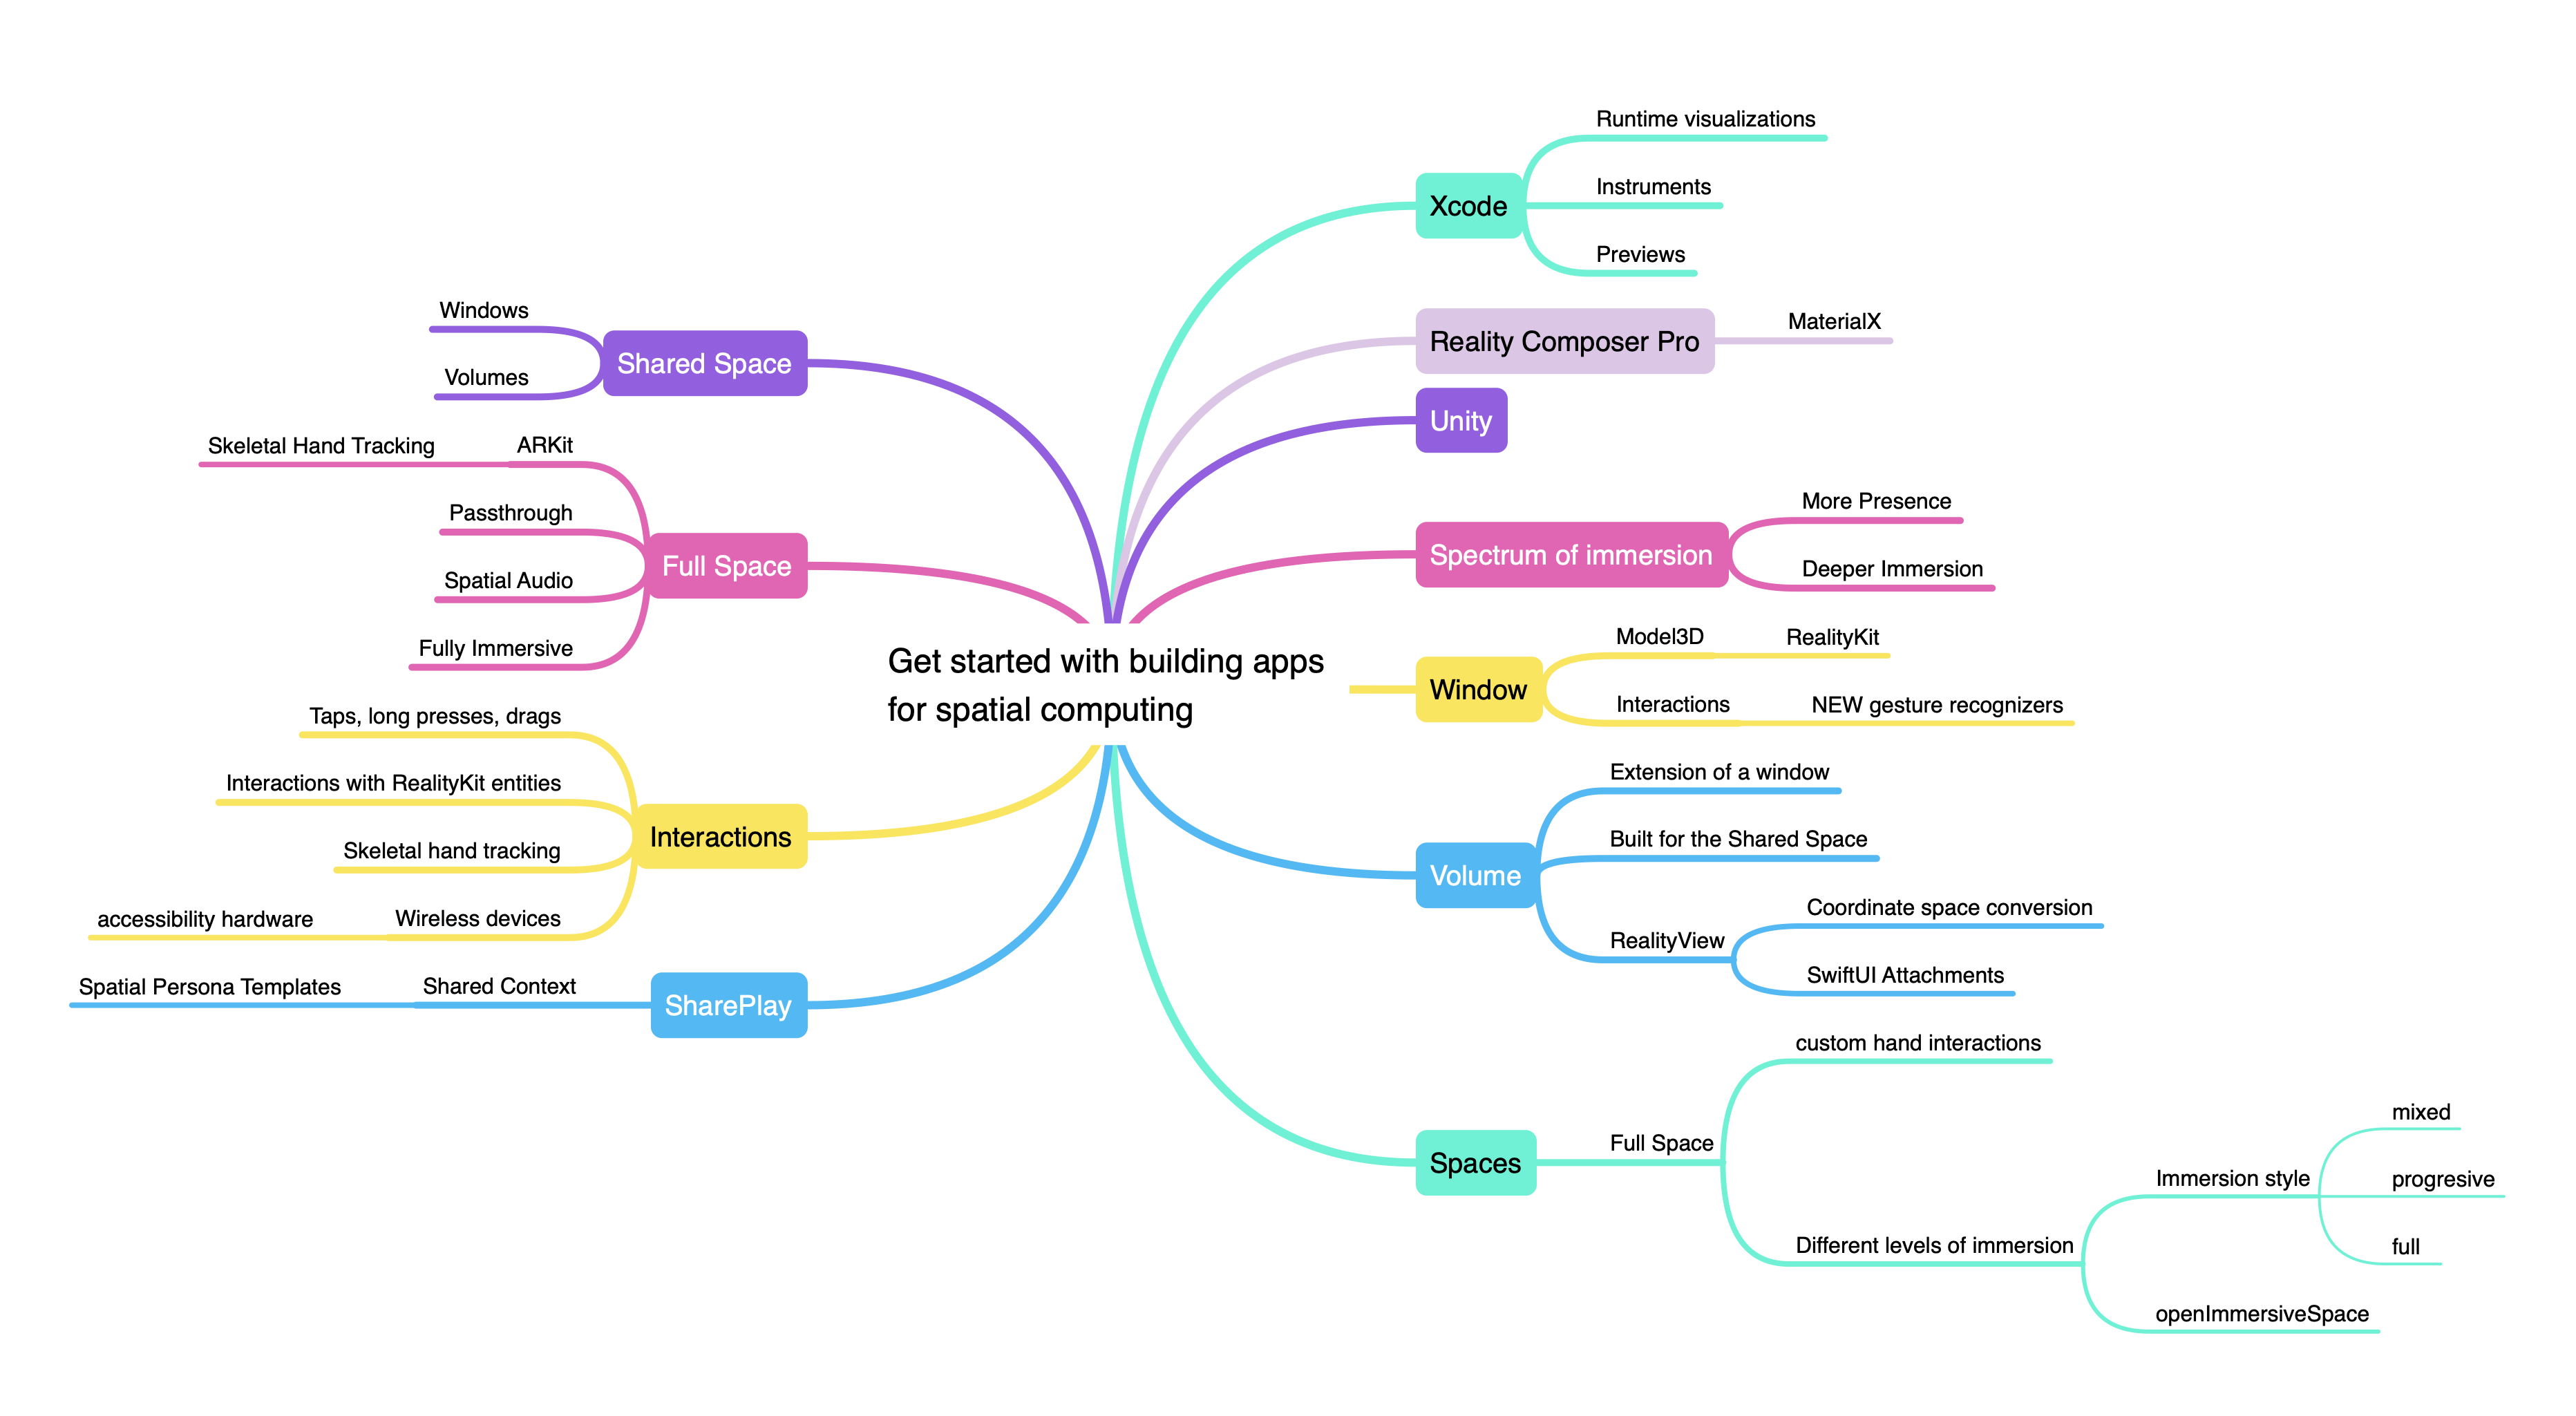 Get started with building apps
for spatial computing
Xcode
Runtime visualizations
Instruments
Previews
Reality Composer Pro
MaterialX
Unity
Spectrum of immersion
More Presence
Deeper Immersion
Window
Model3D
RealityKit
Interactions
NEW gesture recognizers
Volume
Extension of a window
Built for the Shared Space
RealityView
Coordinate space conversion
SwiftUI Attachments
Spaces
Full Space
custom hand interactions
Different levels of immersion
Immersion style
mixed
progresive
full
openImmersiveSpace
Shared Space
Windows
Volumes
Full Space
ARKit
Skeletal Hand Tracking
Passthrough
Spatial Audio
Fully Immersive
Interactions
Taps, long presses, drags
Interactions with RealityKit entities
Skeletal hand tracking
Wireless devices
accessibility hardware
SharePlay
Shared Context
Spatial Persona Templates